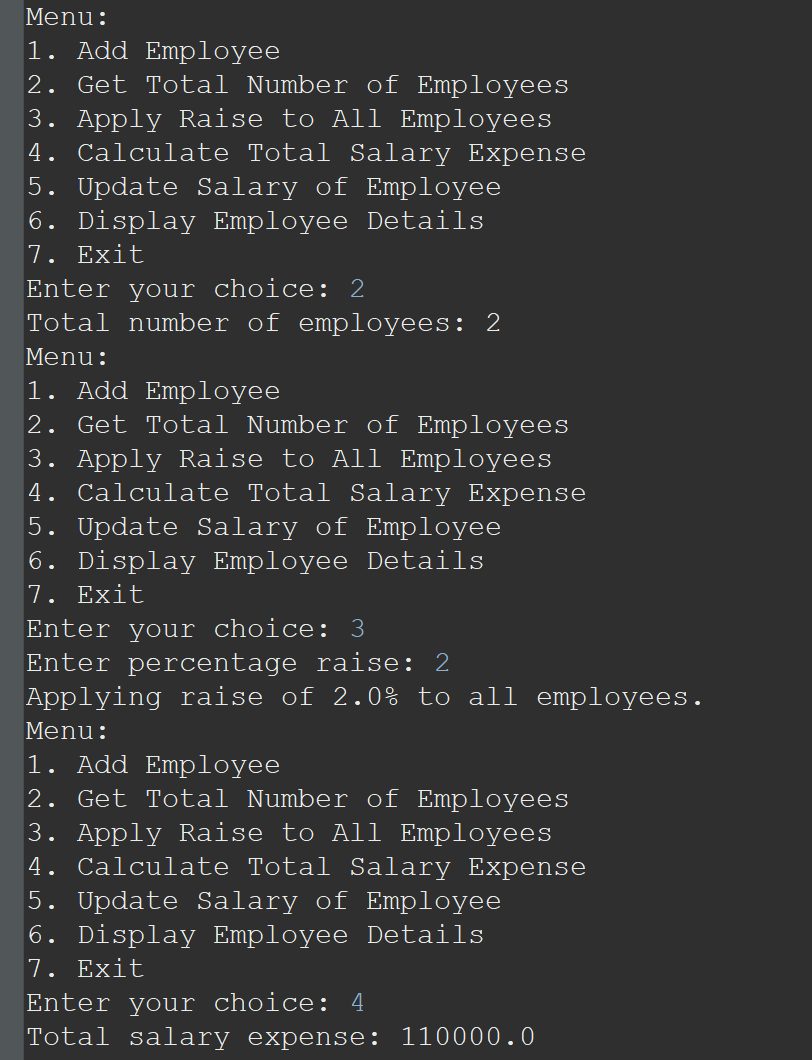 Menu:
1. Add Employee
2. Get Total Number of Employees
3. Apply Raise to All Employees
4. Calculate Total Salary Expense
5. Update Salary of Employee
6. Display Employee Details
7. Exit
Enter your choice: 2
Total number of employees: 2
Menu:
1. Add Employee
2. Get Total Number of Employees
3. Apply Raise to All Employees
4. Calculate Total Salary Expense
5. Update Salary of Employee
6. Display Employee Details
7. Exit
Enter your choice: 3
Enter percentage raise: 2
Applying raise of 2.0% to all employees.
Menu:
1. Add Employee
2. Get Total Number of Employees
3. Apply Raise to All Employees
4. Calculate Total Salary Expense
5. Update Salary of Employee
6. Display Employee Details
7. Exit
Enter your choice: 4
Total salary expense: 110000.0